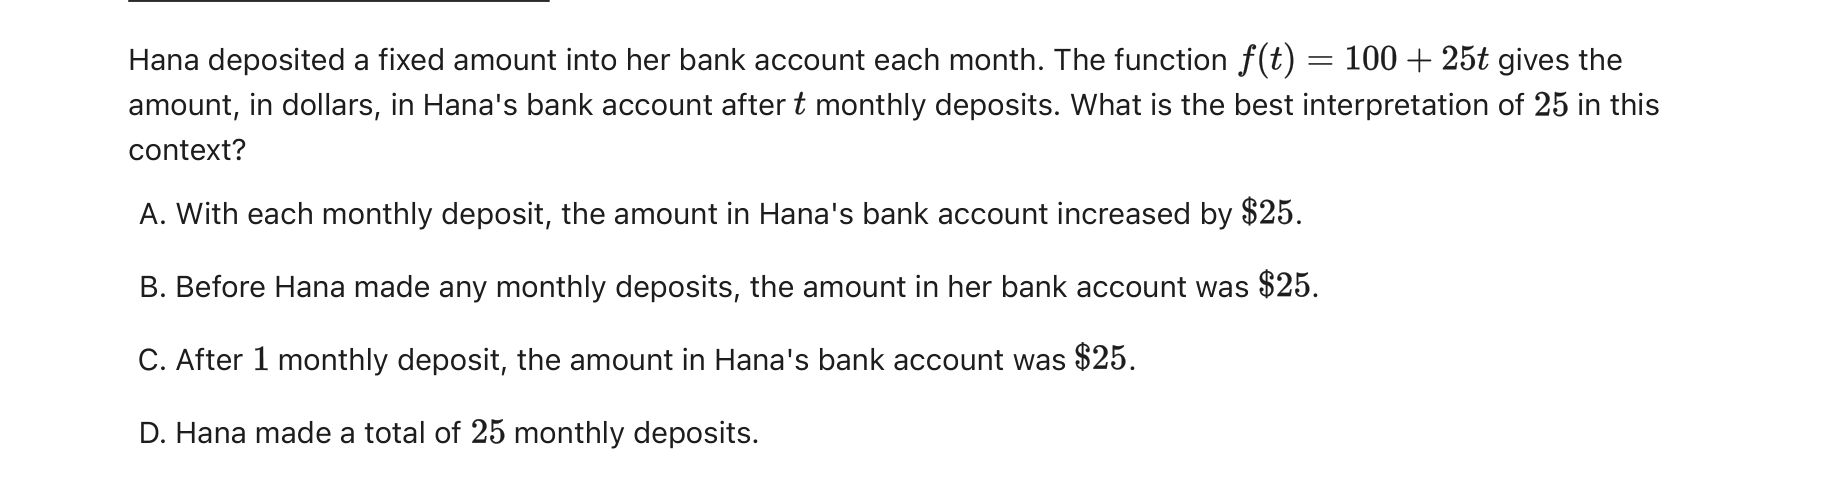 Hana deposited a fixed amount into her bank account each month. The function f(t) = 100 + 25t gives the
amount, in dollars, in Hana's bank account after t monthly deposits. What is the best interpretation of 25 in this
context?
A. With each monthly deposit, the amount in Hana's bank account increased by $25.
B. Before Hana made any monthly deposits, the amount in her bank account was $25.
C. After 1 monthly deposit, the amount in Hana's bank account was $25.
D. Hana made a total of 25 monthly deposits.